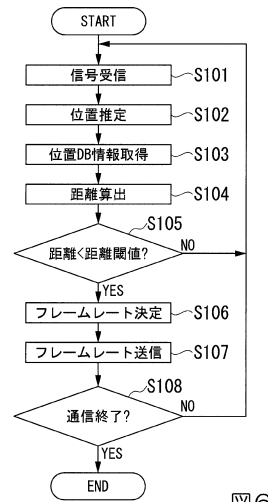 START
信号受信 S101
位置推定 S102
位置DB情報取得 S103
距離算出 S104
S105
距離<距離閾値? NO
YES
フレームレート決定 S106
フレームレート送信 S107
S108
通信終了? NO
YES
END
図6